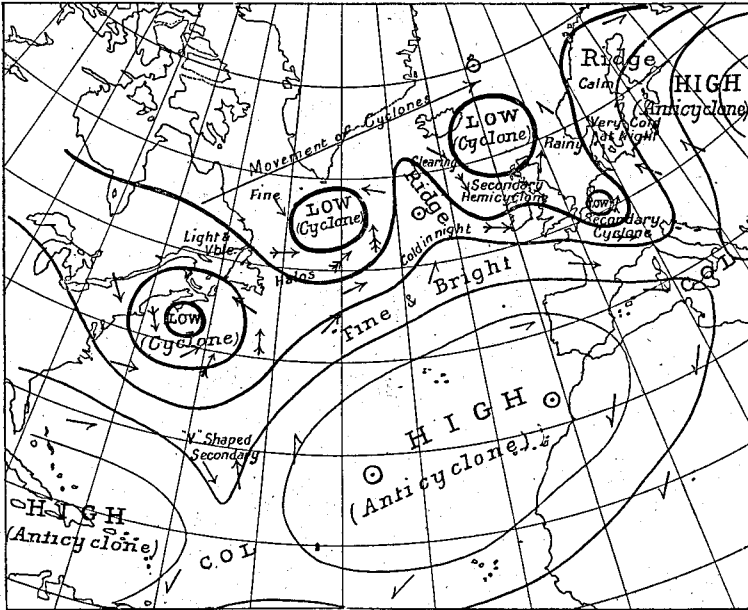 Ridge
Calm
HIGH
(Anticyclone)
Very Cold
at Night
Movement of Cyclones
LOW
(Cyclone)
Rainy
Clearing
Secondary
Hemicyclone
Low
Secondary
Cyclone
Fine
LOW
(Cyclone)
Ridge
Cold in night
Light &
Vble
Halos
COL
Fine & Bright
LOW
(Cyclone)
"V" Shaped
Secondary
HIGH
(Anticyclone)
HIGH
(Anticyclone)
COL